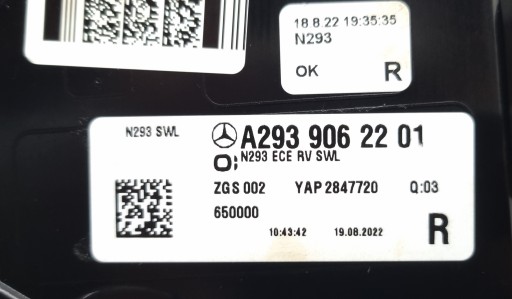 18.8.22 19:35:35
N293
OK R
N293 SWL A293 906 22 01
O; N293 ECE RV SWL
ZGS 002 YAP 2847720 Q:03
650000
10:43:42 19.08.2022 R